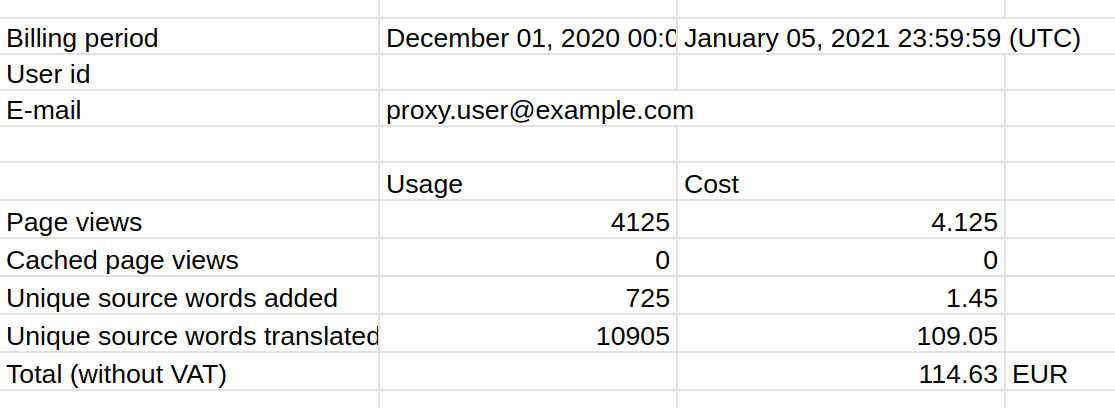 Billing period December 01, 2020 00:0 January 05, 2021 23:59:59 (UTC)
User id
E-mail proxy.user@example.com
Usage Cost
Page views 4125 4.125
Cached page views 0 0
Unique source words added 725 1.45
Unique source words translated 10905 109.05
Total (without VAT) 114.63 EUR